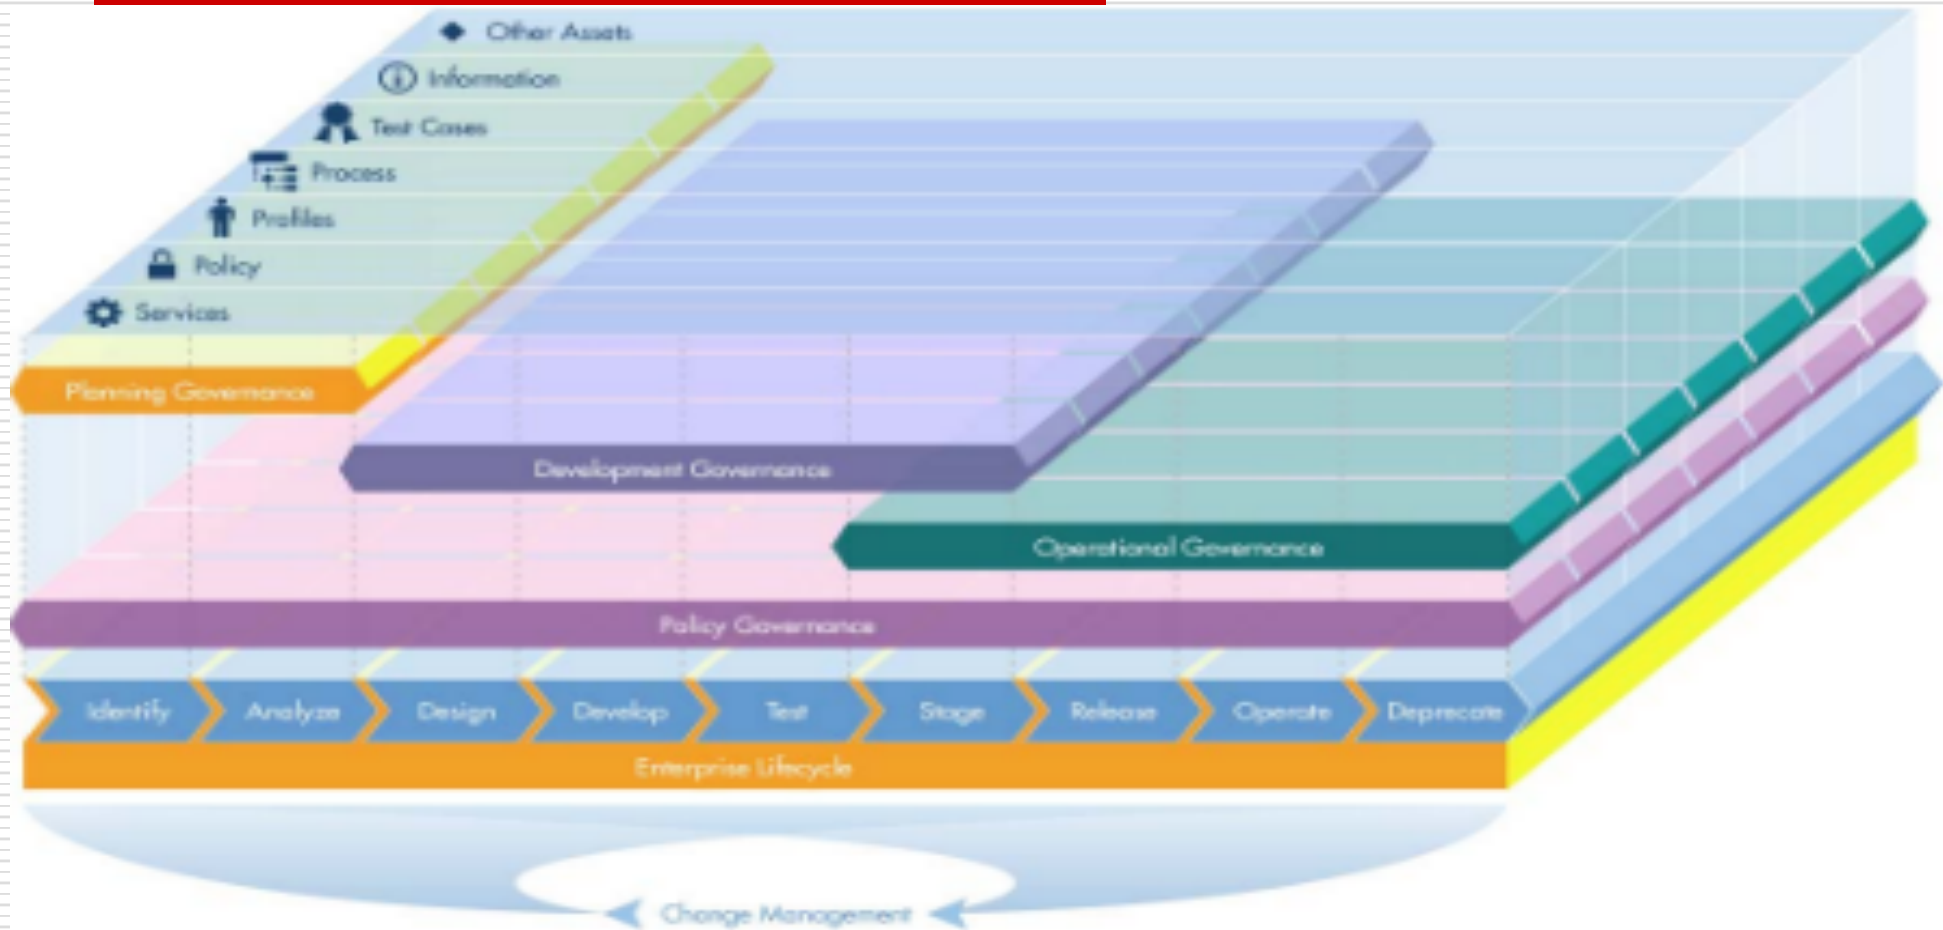 Other Assets
Information
Test Cases
Process
Profiles
Policy
Services
Planning Governance
Development Governance
Operational Governance
Policy Governance
Identify
Analyze
Design
Develop
Test
Stage
Release
Operate
Deprecate
Enterprise Lifecycle
Change Management